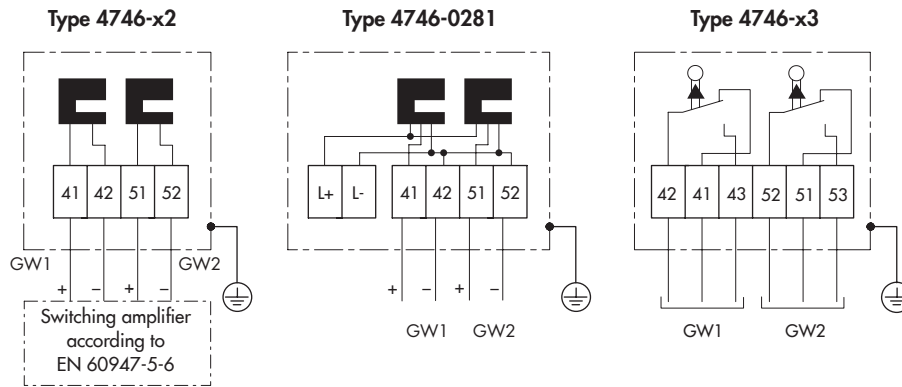 Type 4746-x2
Type 4746-0281
Type 4746-x3
41 42 51 52
L+ L- 41 42 51 52
42 41 43 52 51 53
GW1 GW2
+ – + –
+ – + –
Switching amplifier
according to
EN 60947-5-6
GW1 GW2
GW1 GW2